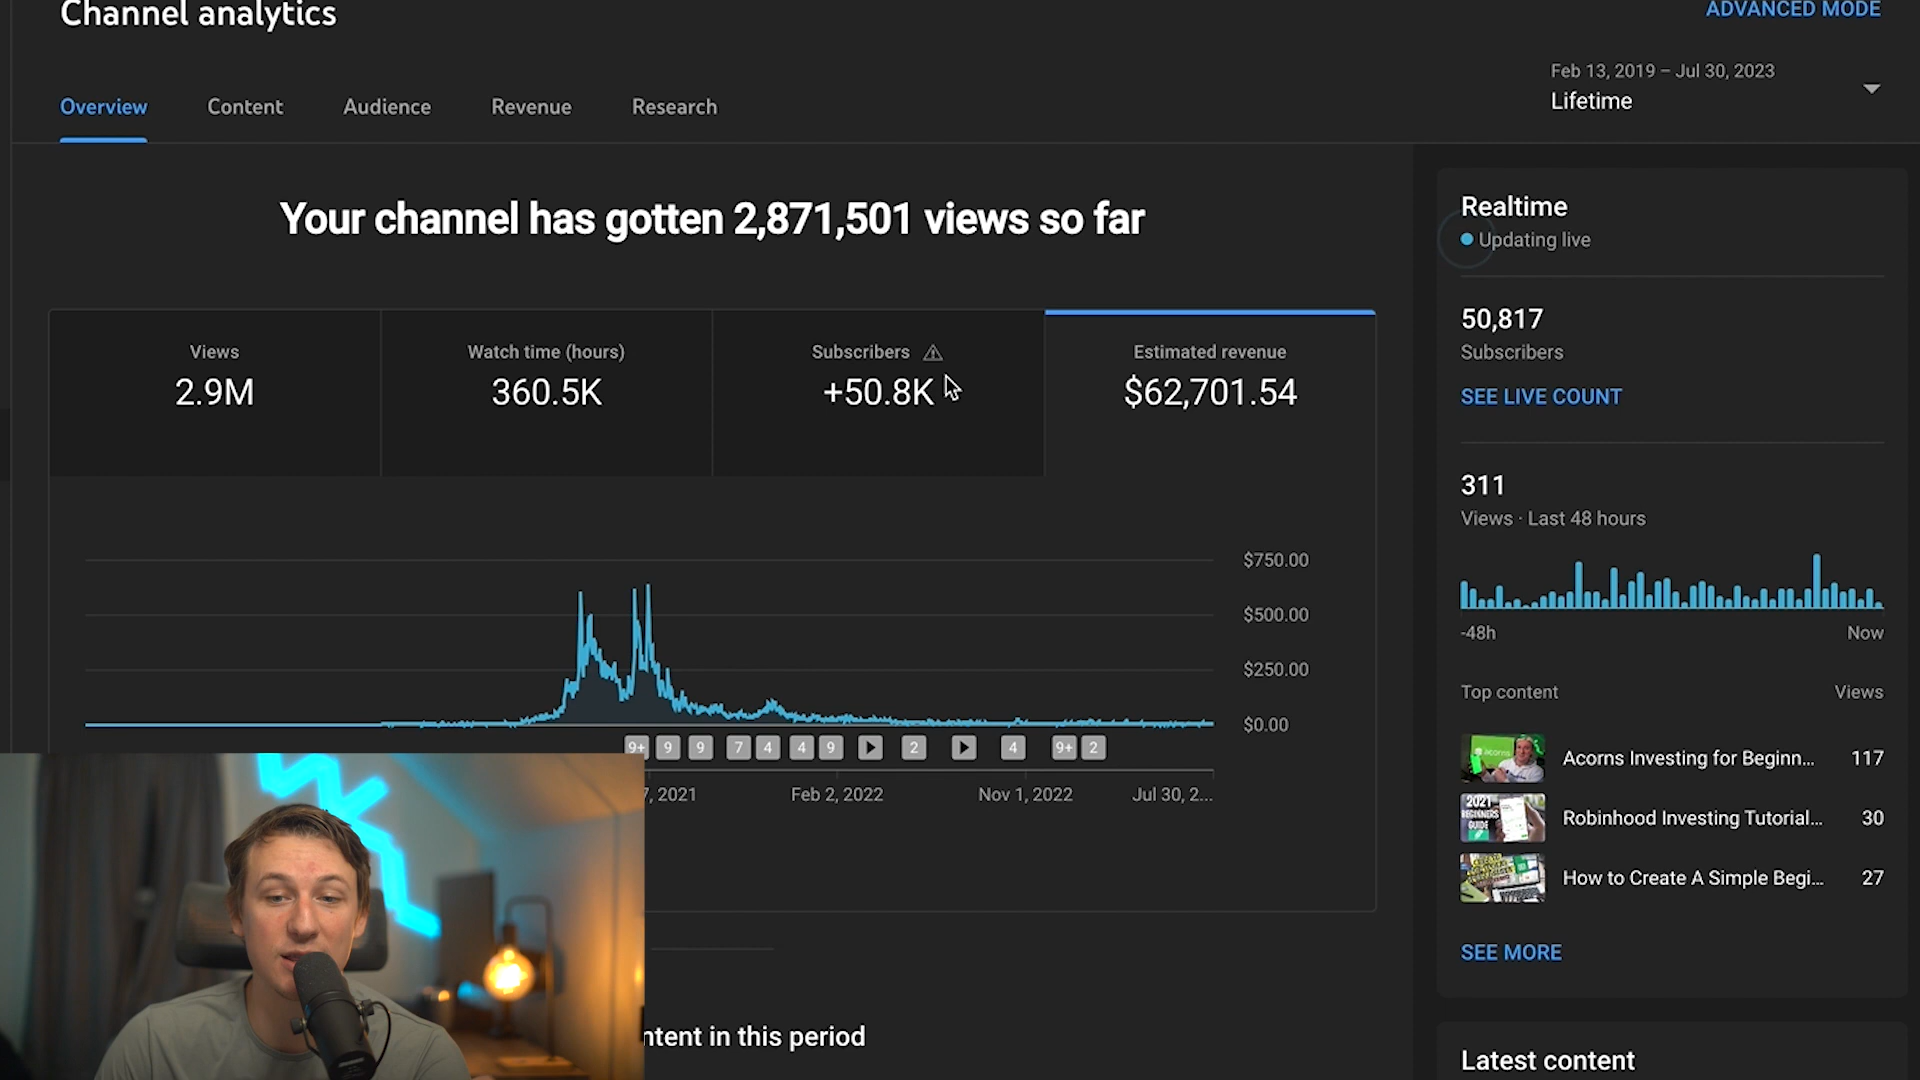 Channel analytics
ADVANCED MODE
Feb 13, 2019 – Jul 30, 2023
Lifetime
Overview
Content
Audience
Revenue
Research
Your channel has gotten 2,871,501 views so far
Views
2.9M
Watch time (hours)
360.5K
Subscribers
+50.8K
Estimated revenue
$62,701.54
$750.00
$500.00
$250.00
$0.00
9+ 9 9 7 4 4 9 2 4 9+ 2
7, 2021
Feb 2, 2022
Nov 1, 2022
Jul 30, 2...
ntent in this period
Realtime
Updating live
50,817
Subscribers
SEE LIVE COUNT
311
Views · Last 48 hours
-48h
Now
Top content
Views
acorns
Acorns Investing for Beginn...
117
2021
BEGINNERS
GUIDE
Robinhood Investing Tutorial...
30
How to Create A Simple Begi...
27
SEE MORE
Latest content